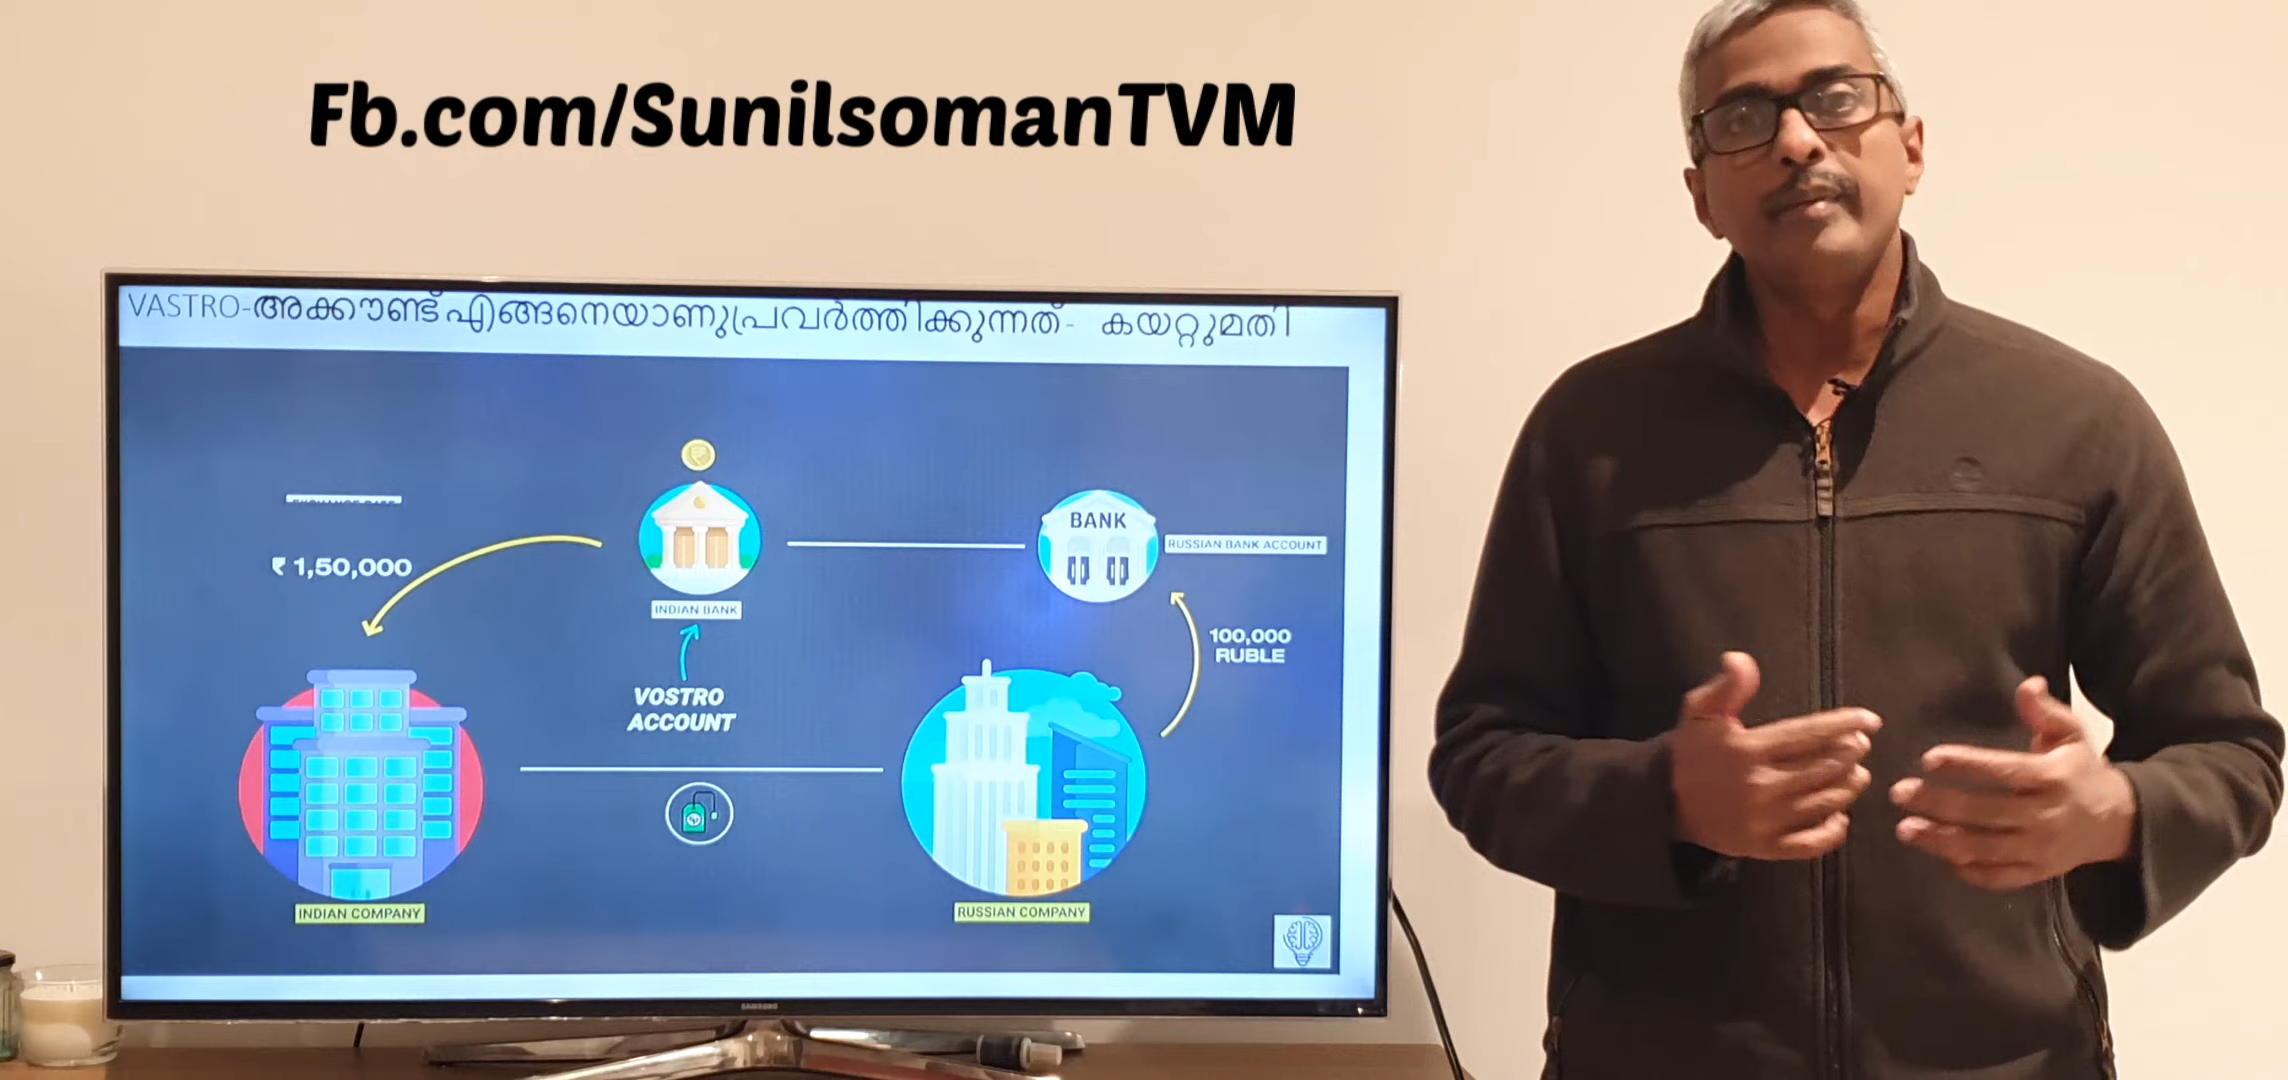 Fb.com/SunilsomanTVM
VASTRO-അക്കൗണ്ട് എങ്ങനെയാണുപ്രവർത്തിക്കുന്നത്- കയറ്റുമതി
₹ 1,50,000
INDIAN BANK
BANK
RUSSIAN BANK ACCOUNT
100,000
RUBLE
VOSTRO
ACCOUNT
INDIAN COMPANY
RUSSIAN COMPANY
SAMSUNG